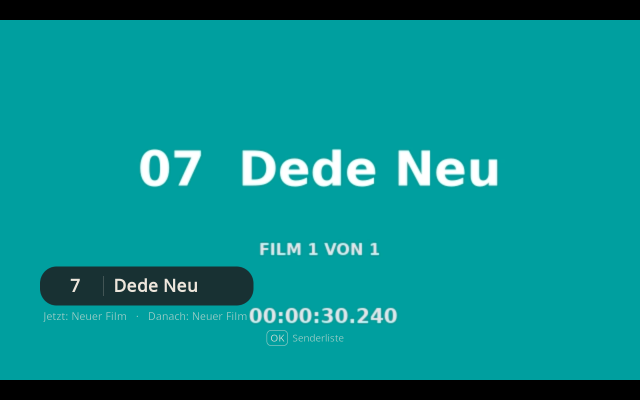 07 Dede Neu
FILM 1 VON 1
7 Dede Neu
Jetzt: Neuer Film · Danach: Neuer Film
00:00:30.240
OK Senderliste